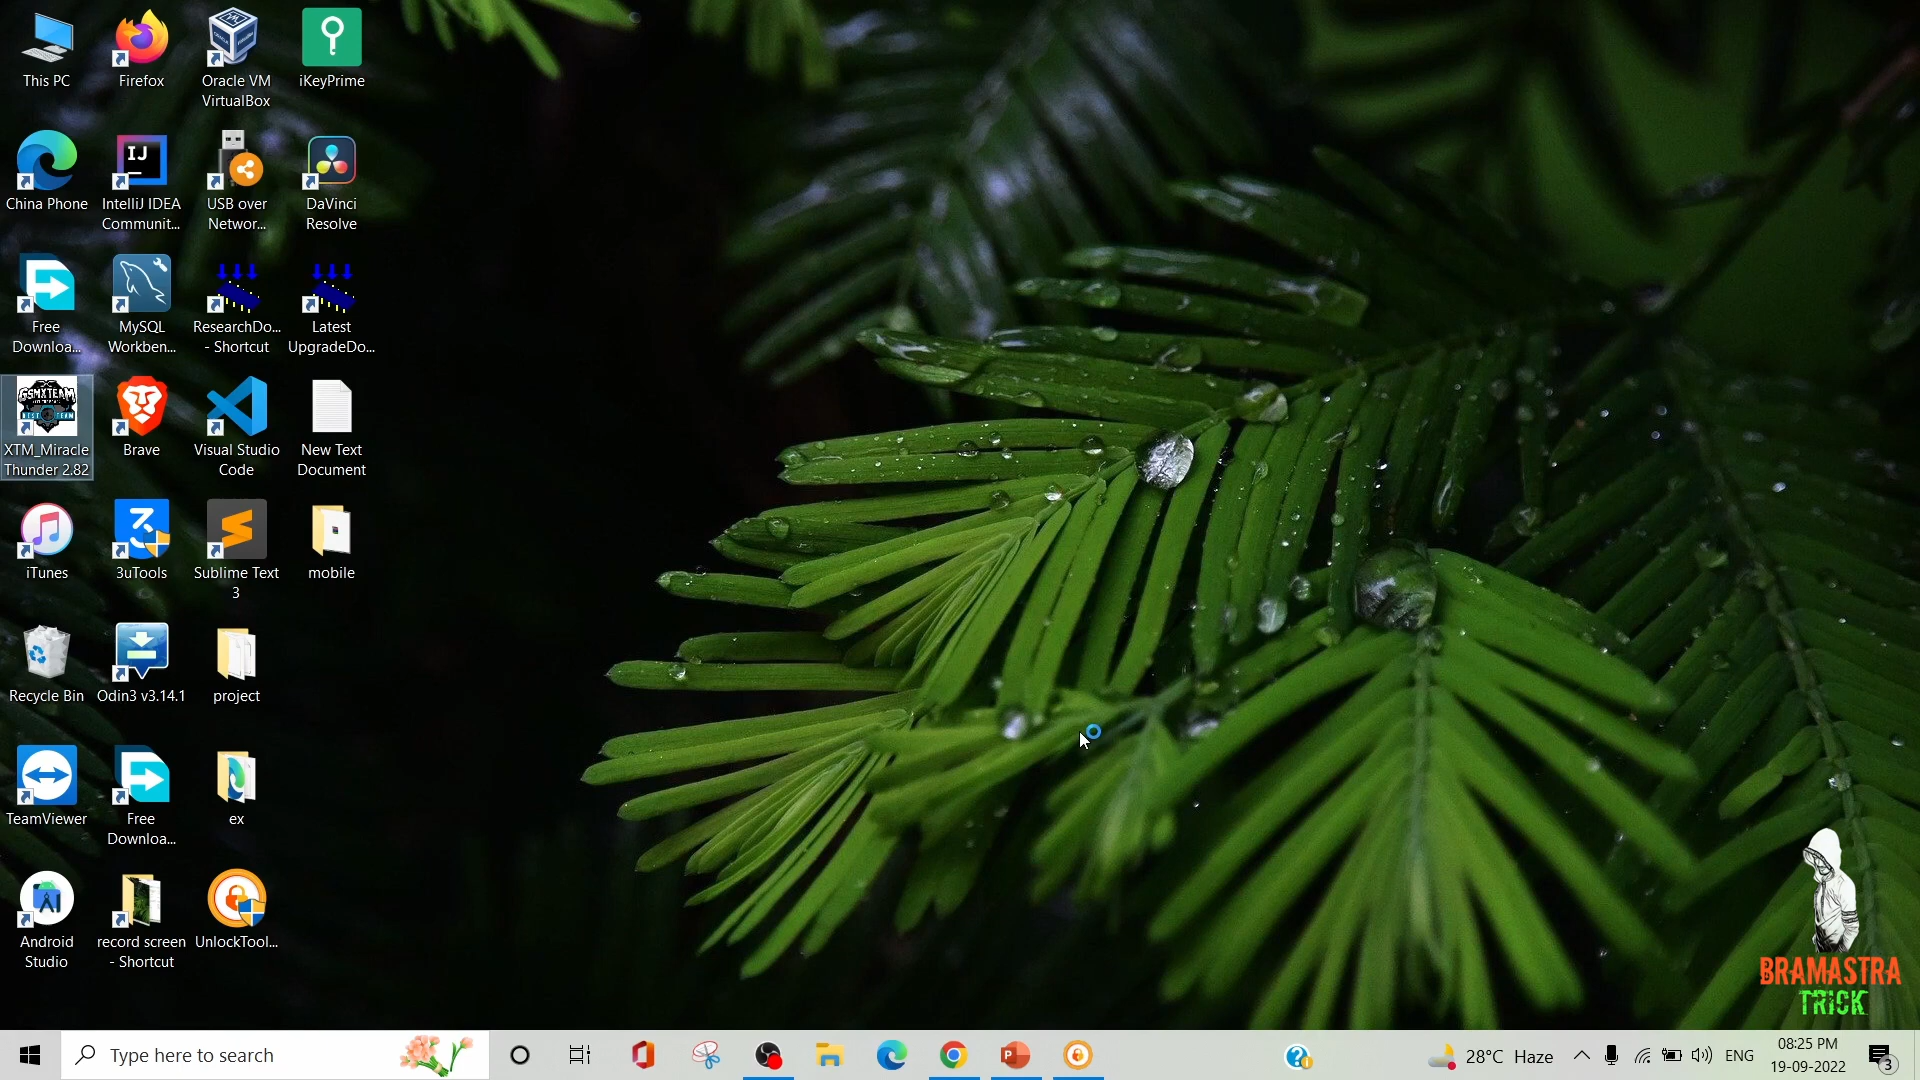 This PC
Firefox
Oracle VM
VirtualBox
iKeyPrime
China Phone
IntelliJ IDEA
Communit...
USB over
Networ...
DaVinci
Resolve
Free
Downloa...
MySQL
Workben...
ResearchDo...
- Shortcut
Latest
UpgradeDo...
GSMXTEAM
XTM_Miracle
Thunder 2.82
Brave
Visual Studio
Code
New Text
Document
iTunes
3uTools
Sublime Text
3
mobile
Recycle Bin
Odin3 v3.14.1
project
TeamViewer
Free
Downloa...
ex
Android
Studio
record screen
- Shortcut
UnlockTool...
BRAMASTRA
TRICK
Type here to search
28°C Haze
ENG
08:25 PM
19-09-2022
3